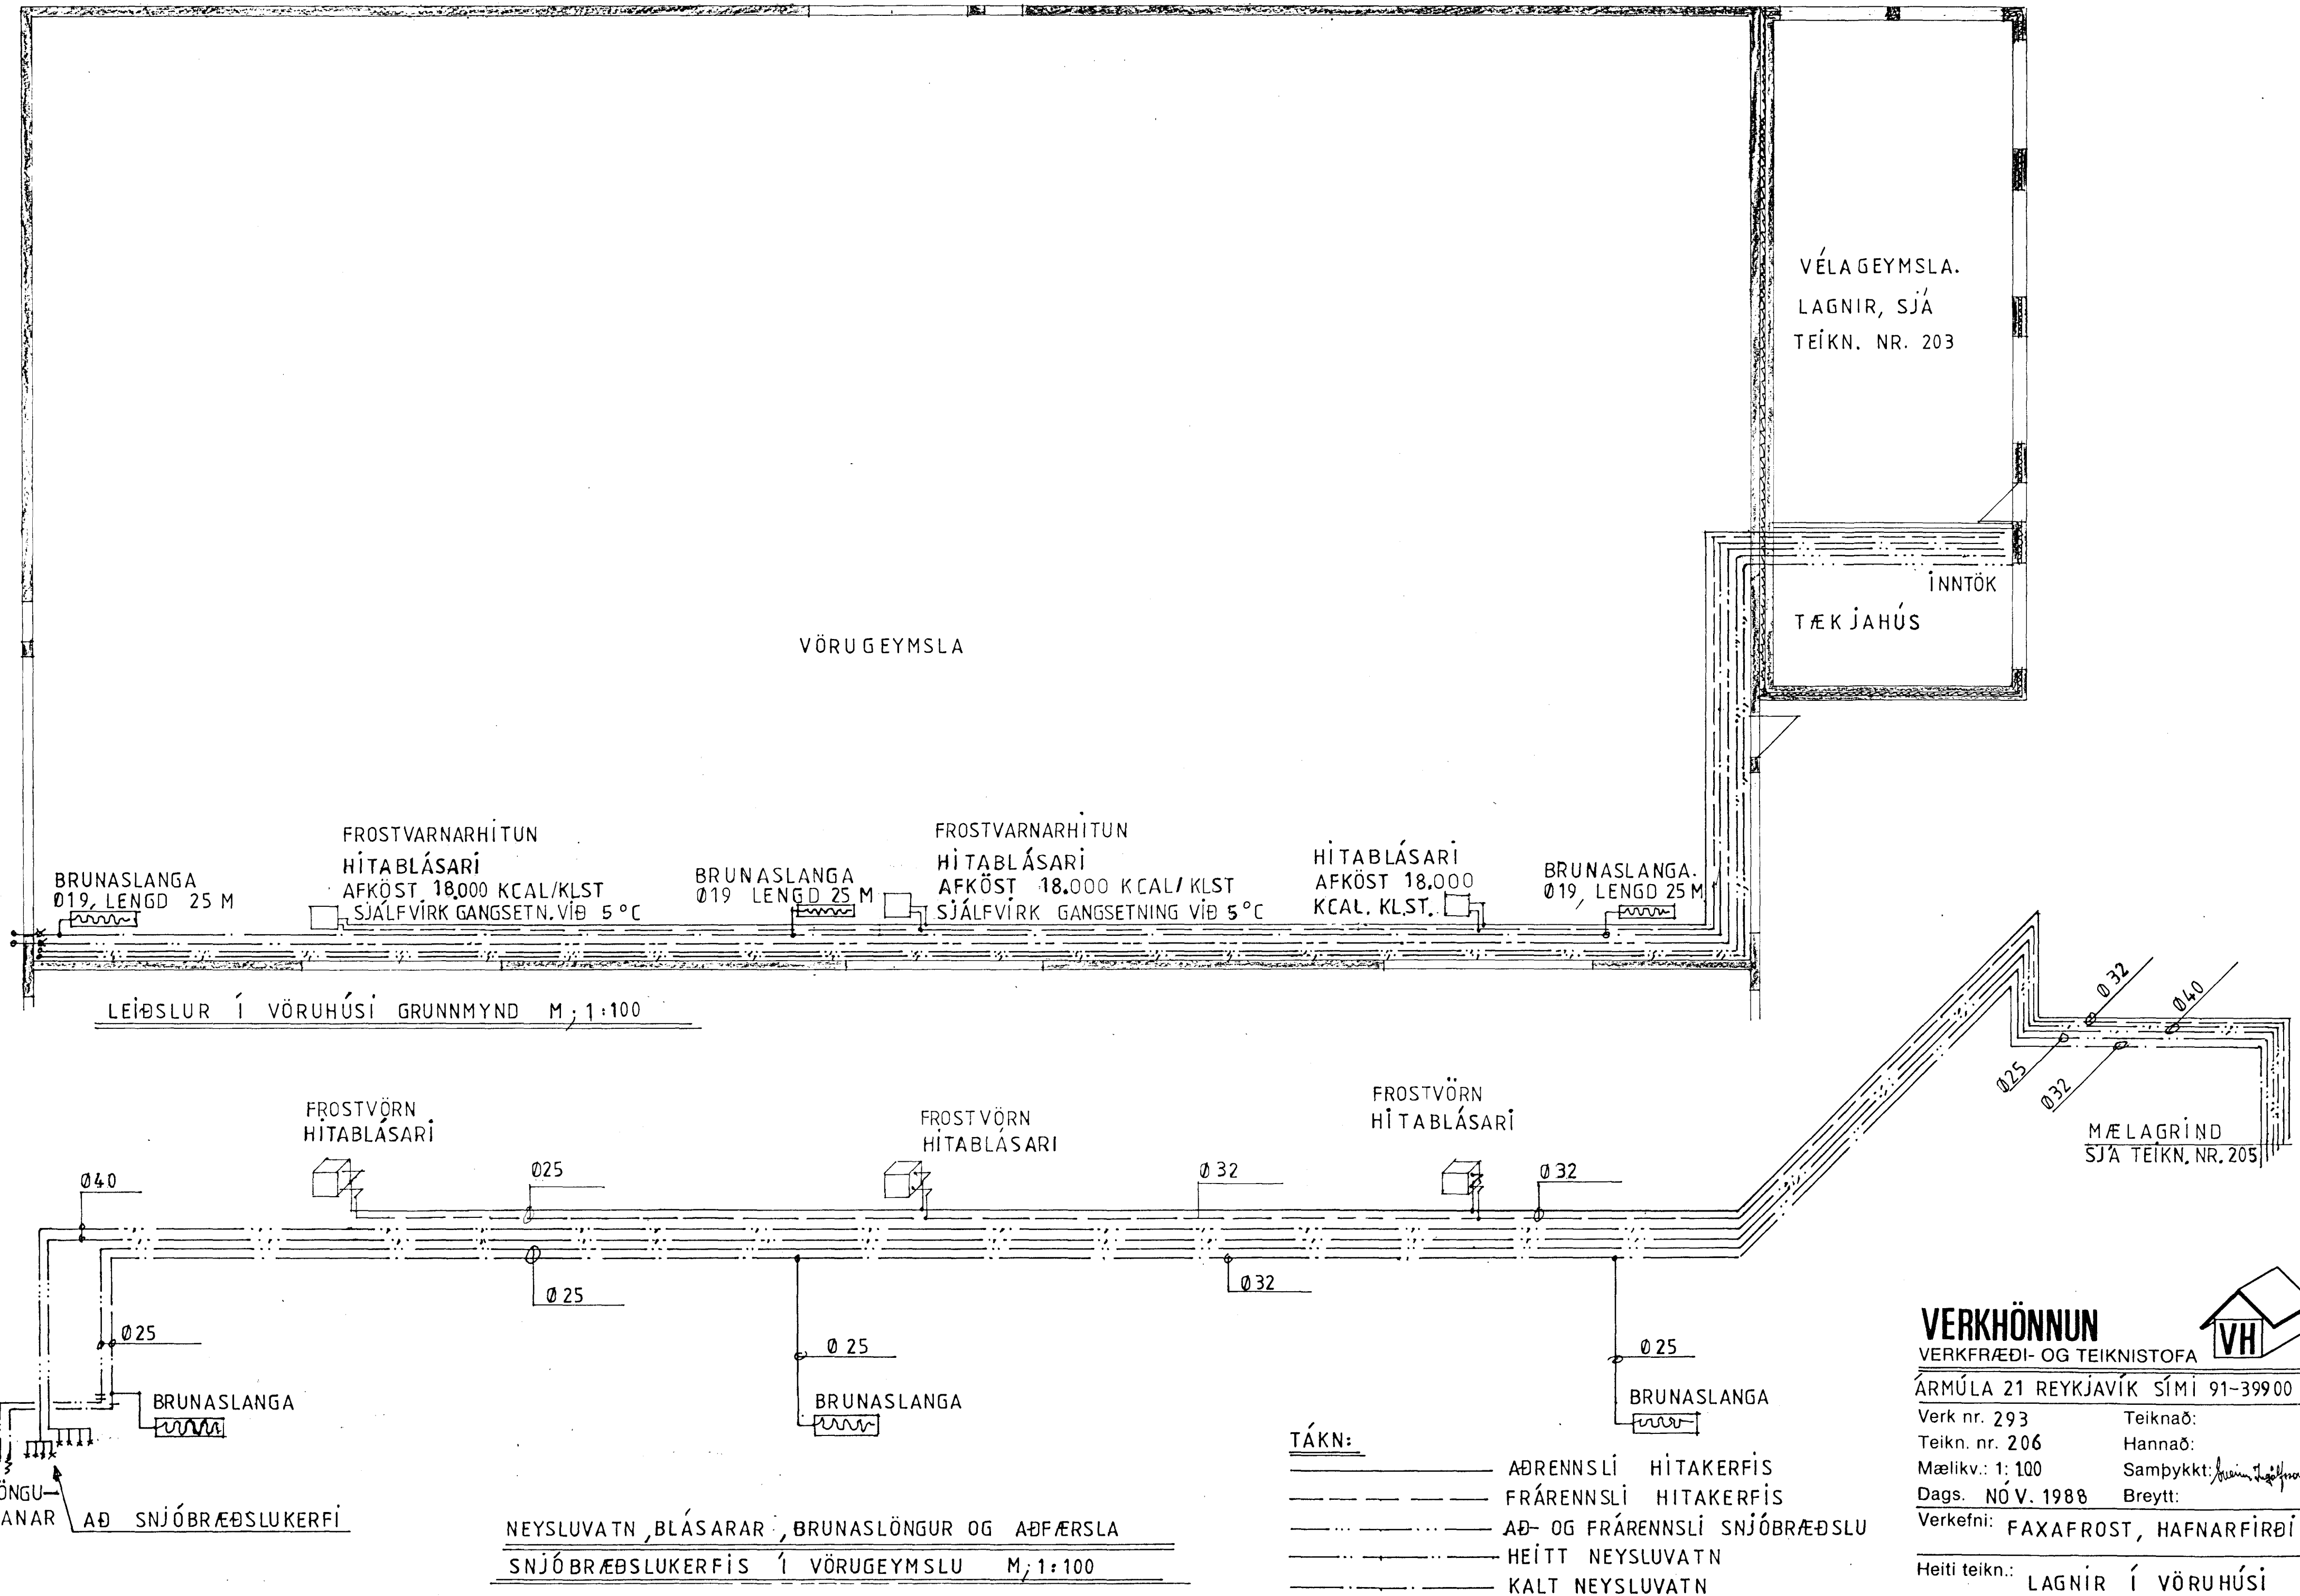 VÉLAGEYMSLA.
LAGNIR, SJÁ
TEIKN. NR. 203
INNTÖK
TÆKJAHÚS
VÖRUGEYMSLA
BRUNASLANGA
Ø19, LENGD 25 M
FROSTVARNARHITUN
HITABLÁSARI
AFKÖST 18.000 KCAL/KLST
SJÁLFVIRK GANGSETN. VIÐ 5°C
BRUNASLANGA
Ø19 LENGD 25 M
FROSTVARNARHITUN
HITABLÁSARI
AFKÖST 18.000 KCAL/KLST
SJÁLFVIRK GANGSETNING VIÐ 5°C
HITABLÁSARI
AFKÖST 18.000
KCAL. KLST.
BRUNASLANGA.
Ø19, LENGD 25 M
LEIÐSLUR Í VÖRUHÚSI GRUNNMYND M; 1:100
Ø32
Ø40
Ø25
Ø32
MÆLAGRIND
SJÁ TEIKN. NR. 205
FROSTVÖRN
HITABLÁSARI
FROSTVÖRN
HITABLÁSARI
FROSTVÖRN
HITABLÁSARI
Ø40
Ø25
Ø32
Ø32
Ø25
Ø32
Ø25
Ø25
Ø25
BRUNASLANGA
BRUNASLANGA
BRUNASLANGA
ÖNGU-
ANAR
AÐ SNJÓBRÆÐSLUKERFI
NEYSLUVATN, BLÁSARAR, BRUNASLÖNGUR OG AÐFÆRSLA
SNJÓBRÆÐSLUKERFIS Í VÖRUGEYMSLU M; 1:100
TÁKN:
AÐRENNSLI HITAKERFIS
FRÁRENNSLI HITAKERFIS
AÐ- OG FRÁRENNSLI SNJÓBRÆÐSLU
HEITT NEYSLUVATN
KALT NEYSLUVATN
VERKHÖNNUN
VH
VERKFRÆÐI- OG TEIKNISTOFA
ÁRMÚLA 21 REYKJAVÍK SÍMI 91-39900
Verk nr. 293 Teiknað:
Teikn. nr. 206 Hannað:
Mælikv.: 1:100 Samþykkt:
Dags. NÓV. 1988 Breytt:
Verkefni: FAXAFROST, HAFNARFIRÐI
Heiti teikn.: LAGNIR Í VÖRUHÚSI